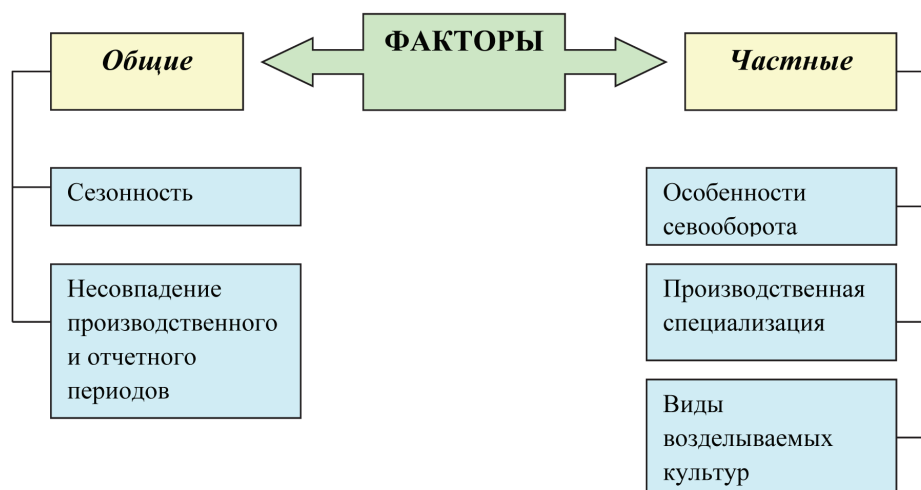 ФАКТОРЫ
Общие
Частные
Сезонность
Несовпадение
производственного
и отчетного
периодов
Особенности
севооборота
Производственная
специализация
Виды
возделываемых
культур